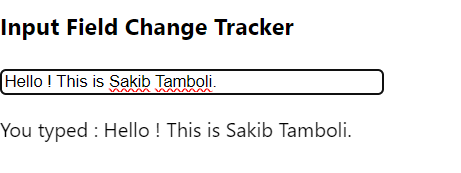 Input Field Change Tracker
Hello ! This is Sakib Tamboli.
You typed : Hello ! This is Sakib Tamboli.